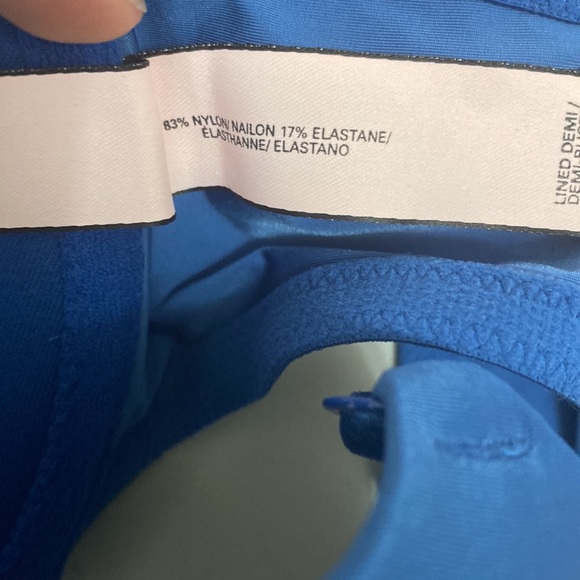 83% NYLON/ NAILON 17% ELASTANE/
ÉLASTHANNE/ ELASTANO
LINED DEMI /